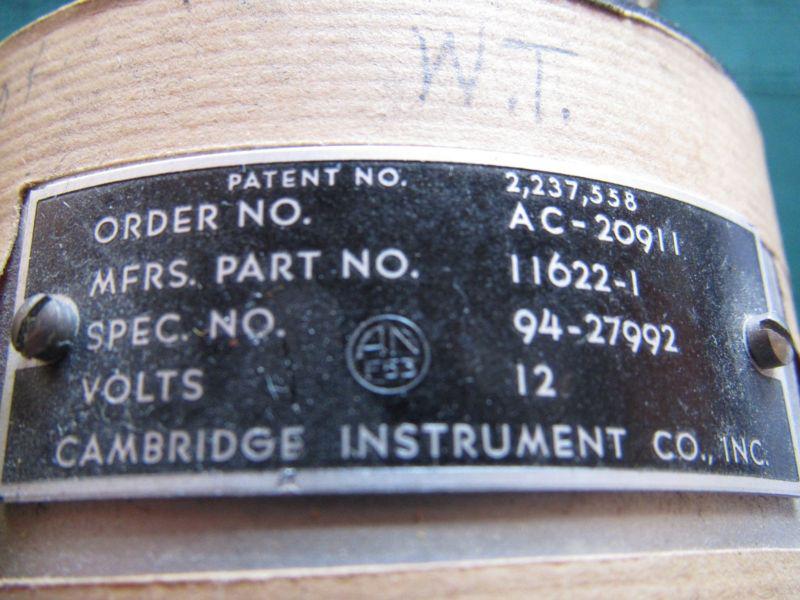 W.T.
PATENT NO. 2,237,558
ORDER NO. AC-20911
MFRS. PART NO. 11622-1
SPEC. NO. 94-27992
AN
F53
VOLTS 12
CAMBRIDGE INSTRUMENT CO., INC.